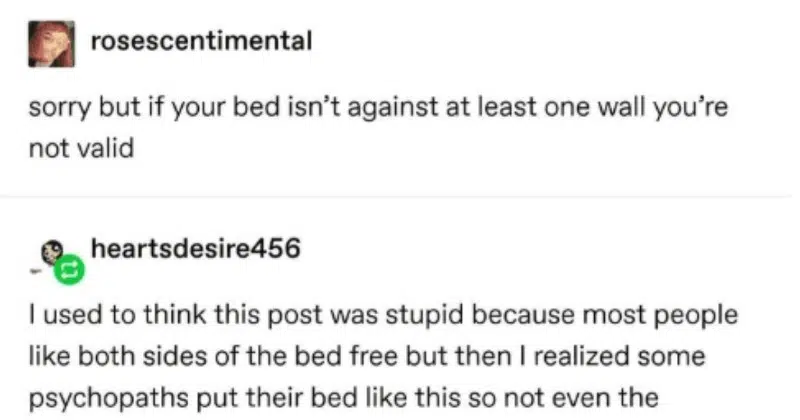 rosescentimental
sorry but if your bed isn’t against at least one wall you’re
not valid
heartsdesire456
I used to think this post was stupid because most people
like both sides of the bed free but then I realized some
psychopaths put their bed like this so not even the